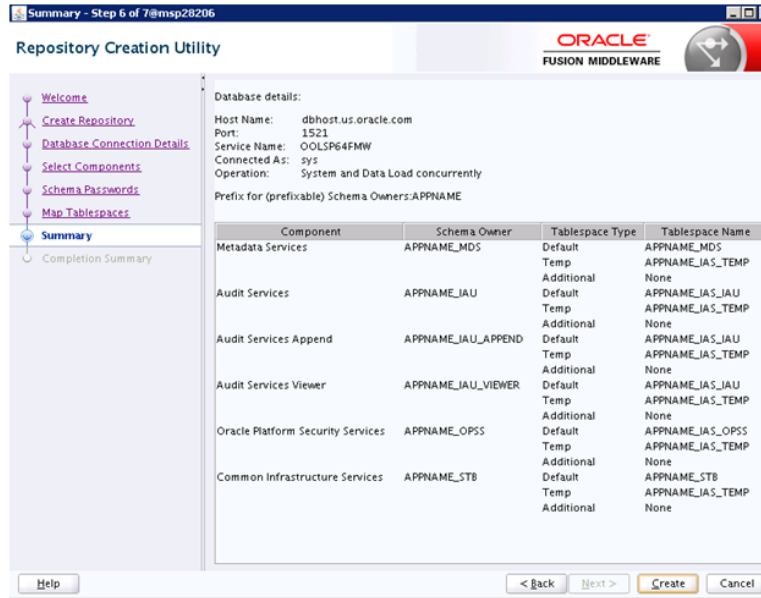 Summary - Step 6 of 7@msp28206
Repository Creation Utility
ORACLE
FUSION MIDDLEWARE
Welcome
Create Repository
Database Connection Details
Select Components
Schema Passwords
Map Tablespaces
Summary
Completion Summary
Database details:
Host Name: dbhost.us.oracle.com
Port: 1521
Service Name: OOLSP64FMW
Connected As: sys
Operation: System and Data Load concurrently
Prefix for (prefixable) Schema Owners:APPNAME
Component Schema Owner Tablespace Type Tablespace Name
Metadata Services APPNAME_MDS Default APPNAME_MDS
Temp APPNAME_IAS_TEMP
Additional None
Audit Services APPNAME_IAU Default APPNAME_IAS_IAU
Temp APPNAME_IAS_TEMP
Additional None
Audit Services Append APPNAME_IAU_APPEND Default APPNAME_IAS_IAU
Temp APPNAME_IAS_TEMP
Additional None
Audit Services Viewer APPNAME_IAU_VIEWER Default APPNAME_IAS_IAU
Temp APPNAME_IAS_TEMP
Additional None
Oracle Platform Security Services APPNAME_OPSS Default APPNAME_IAS_OPSS
Temp APPNAME_IAS_TEMP
Additional None
Common Infrastructure Services APPNAME_STB Default APPNAME_STB
Temp APPNAME_IAS_TEMP
Additional None
Help < Back Next > Create Cancel